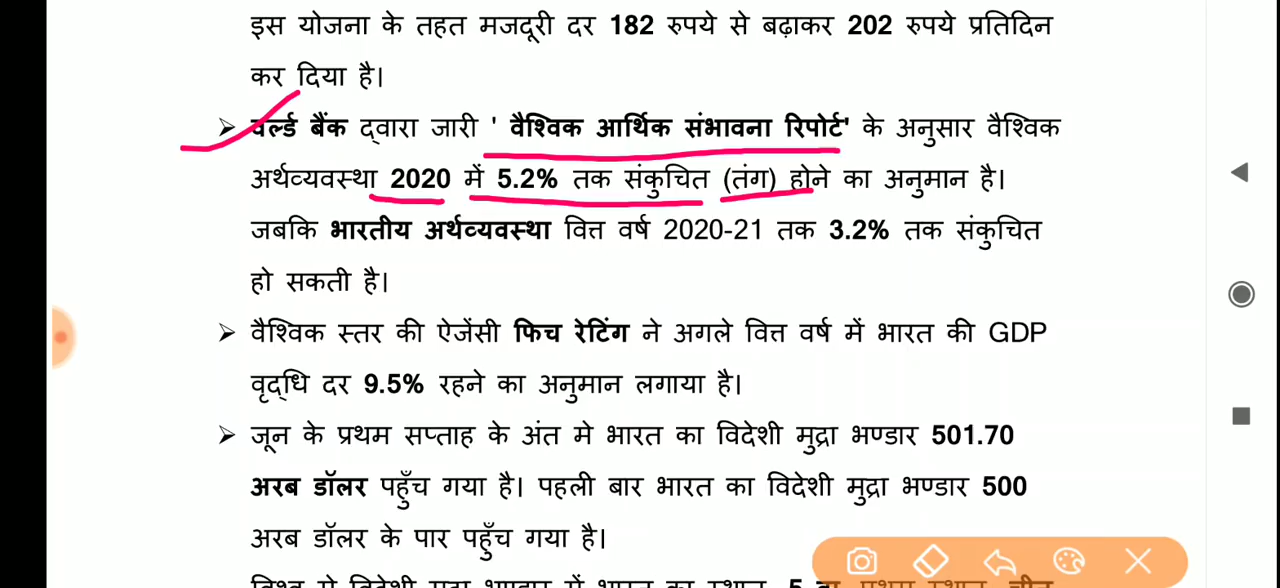 इस योजना के तहत मजदूरी दर 182 रुपये से बढ़ाकर 202 रुपये प्रतिदिन
कर दिया है।
➢ वर्ल्ड बैंक द्वारा जारी ' वैश्विक आर्थिक संभावना रिपोर्ट' के अनुसार वैश्विक
अर्थव्यवस्था 2020 में 5.2% तक संकुचित (तंग) होने का अनुमान है।
जबकि भारतीय अर्थव्यवस्था वित्त वर्ष 2020-21 तक 3.2% तक संकुचित
हो सकती है।
➢ वैश्विक स्तर की ऐजेंसी फिच रेटिंग ने अगले वित्त वर्ष में भारत की GDP
वृद्धि दर 9.5% रहने का अनुमान लगाया है।
➢ जून के प्रथम सप्ताह के अंत मे भारत का विदेशी मुद्रा भण्डार 501.70
अरब डॉलर पहुँच गया है। पहली बार भारत का विदेशी मुद्रा भण्डार 500
अरब डॉलर के पार पहुँच गया है।
विश्व मे विदेशी मुद्रा भण्डार में भारत का स्थान